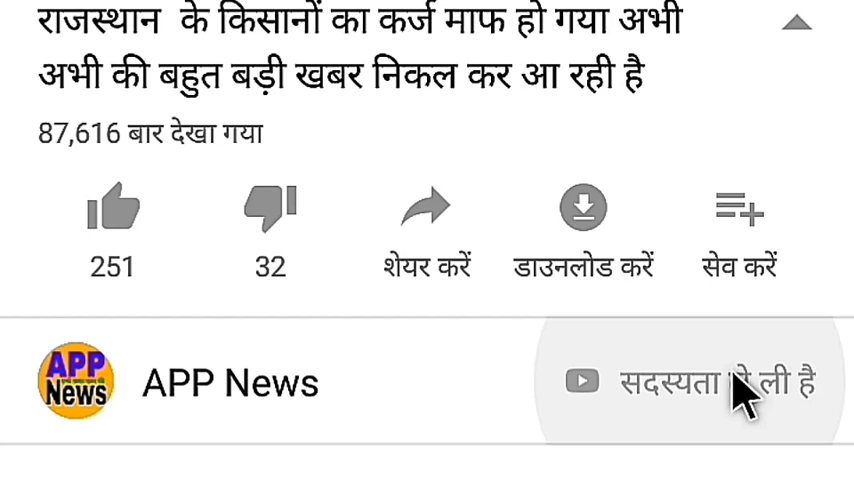 राजस्थान के किसानों का कर्ज माफ हो गया अभी
अभी की बहुत बड़ी खबर निकल कर आ रही है
87,616 बार देखा गया
251
32
शेयर करें
डाउनलोड करें
सेव करें
APP
News
APP News
सदस्यता ली है